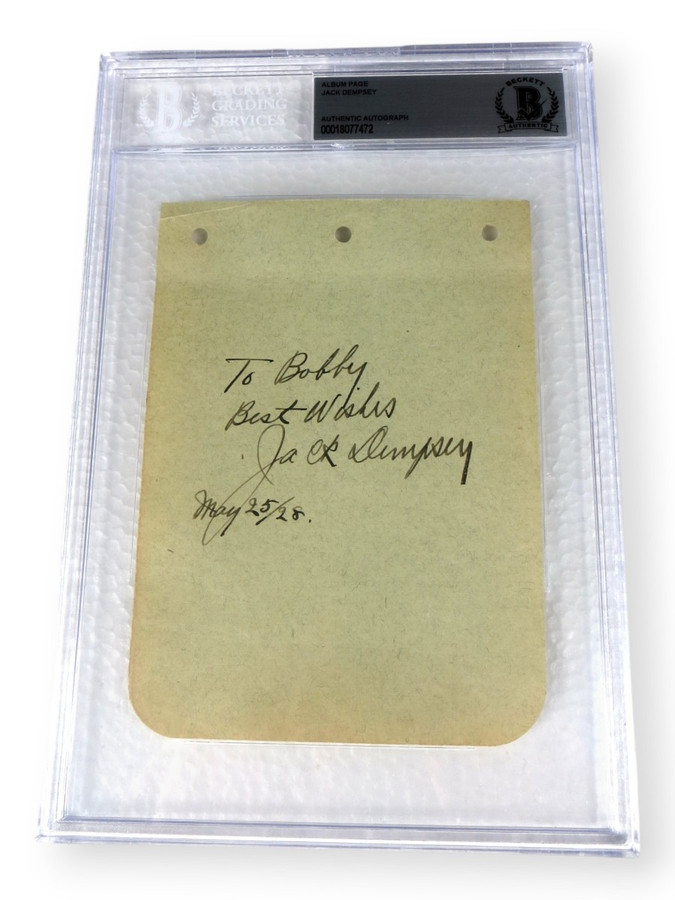 BECKETT
GRADING
SERVICES
ALBUM PAGE
JACK DEMPSEY
AUTHENTIC AUTOGRAPH
00018077472
BECKETT
B
AUTHENTIC
To Bobby
Best Wishes
Jack Dempsey
May 25/28.